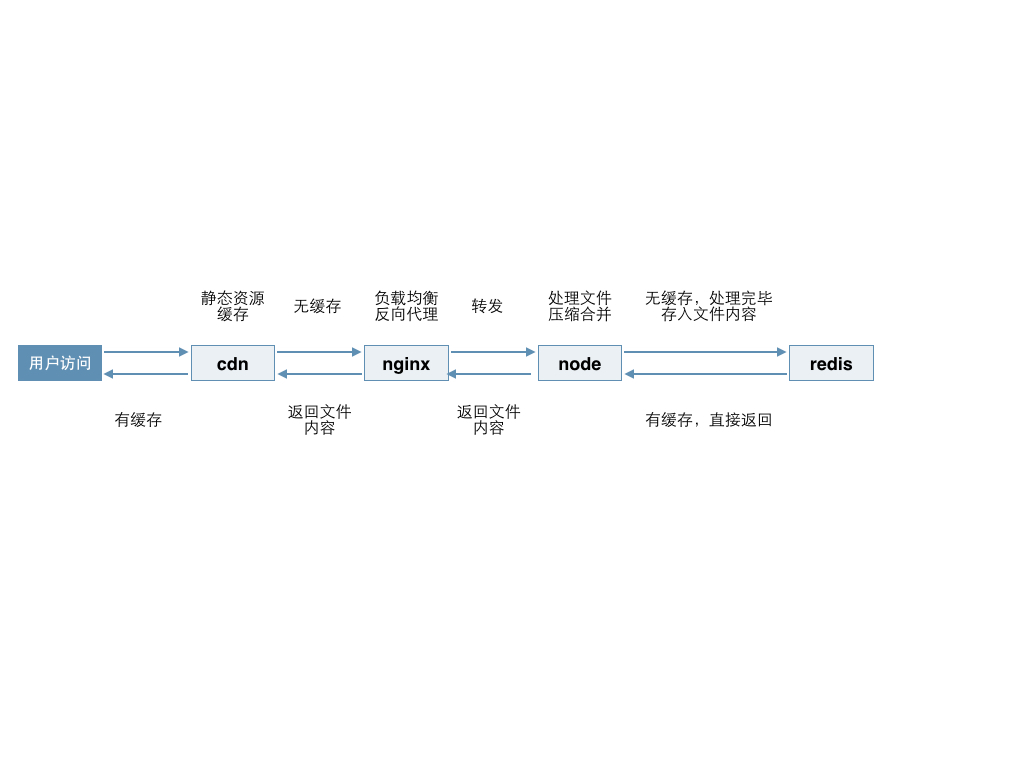 静态资源
缓存
无缓存
负载均衡
反向代理
转发
处理文件
压缩合并
无缓存，处理完毕
存入文件内容
用户访问
cdn
nginx
node
redis
有缓存
返回文件
内容
返回文件
内容
有缓存，直接返回